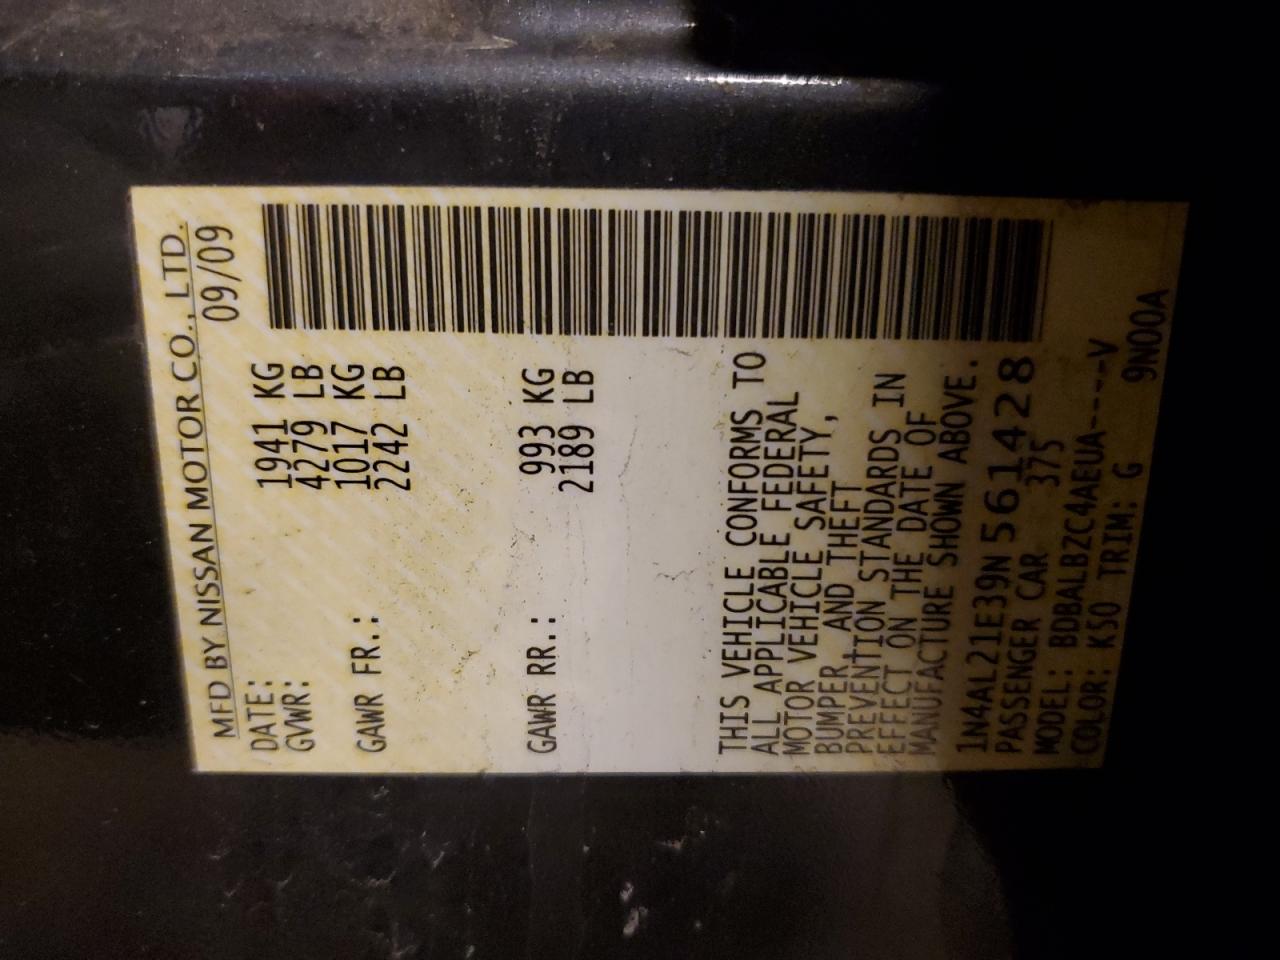 MFD BY NISSAN MOTOR CO., LTD.
DATE: 09/09
GVWR: 1941 KG
4279 LB
GAWR FR.: 1017 KG
2242 LB
GAWR RR.: 993 KG
2189 LB
THIS VEHICLE CONFORMS TO
ALL APPLICABLE FEDERAL
MOTOR VEHICLE SAFETY,
BUMPER, AND THEFT
PREVENTION STANDARDS IN
EFFECT ON THE DATE OF
MANUFACTURE SHOWN ABOVE.
1N4AL21E39N561428
PASSENGER CAR 375
MODEL: BDBALBZC4AEUA----V
COLOR: K50 TRIM: G 9N00A